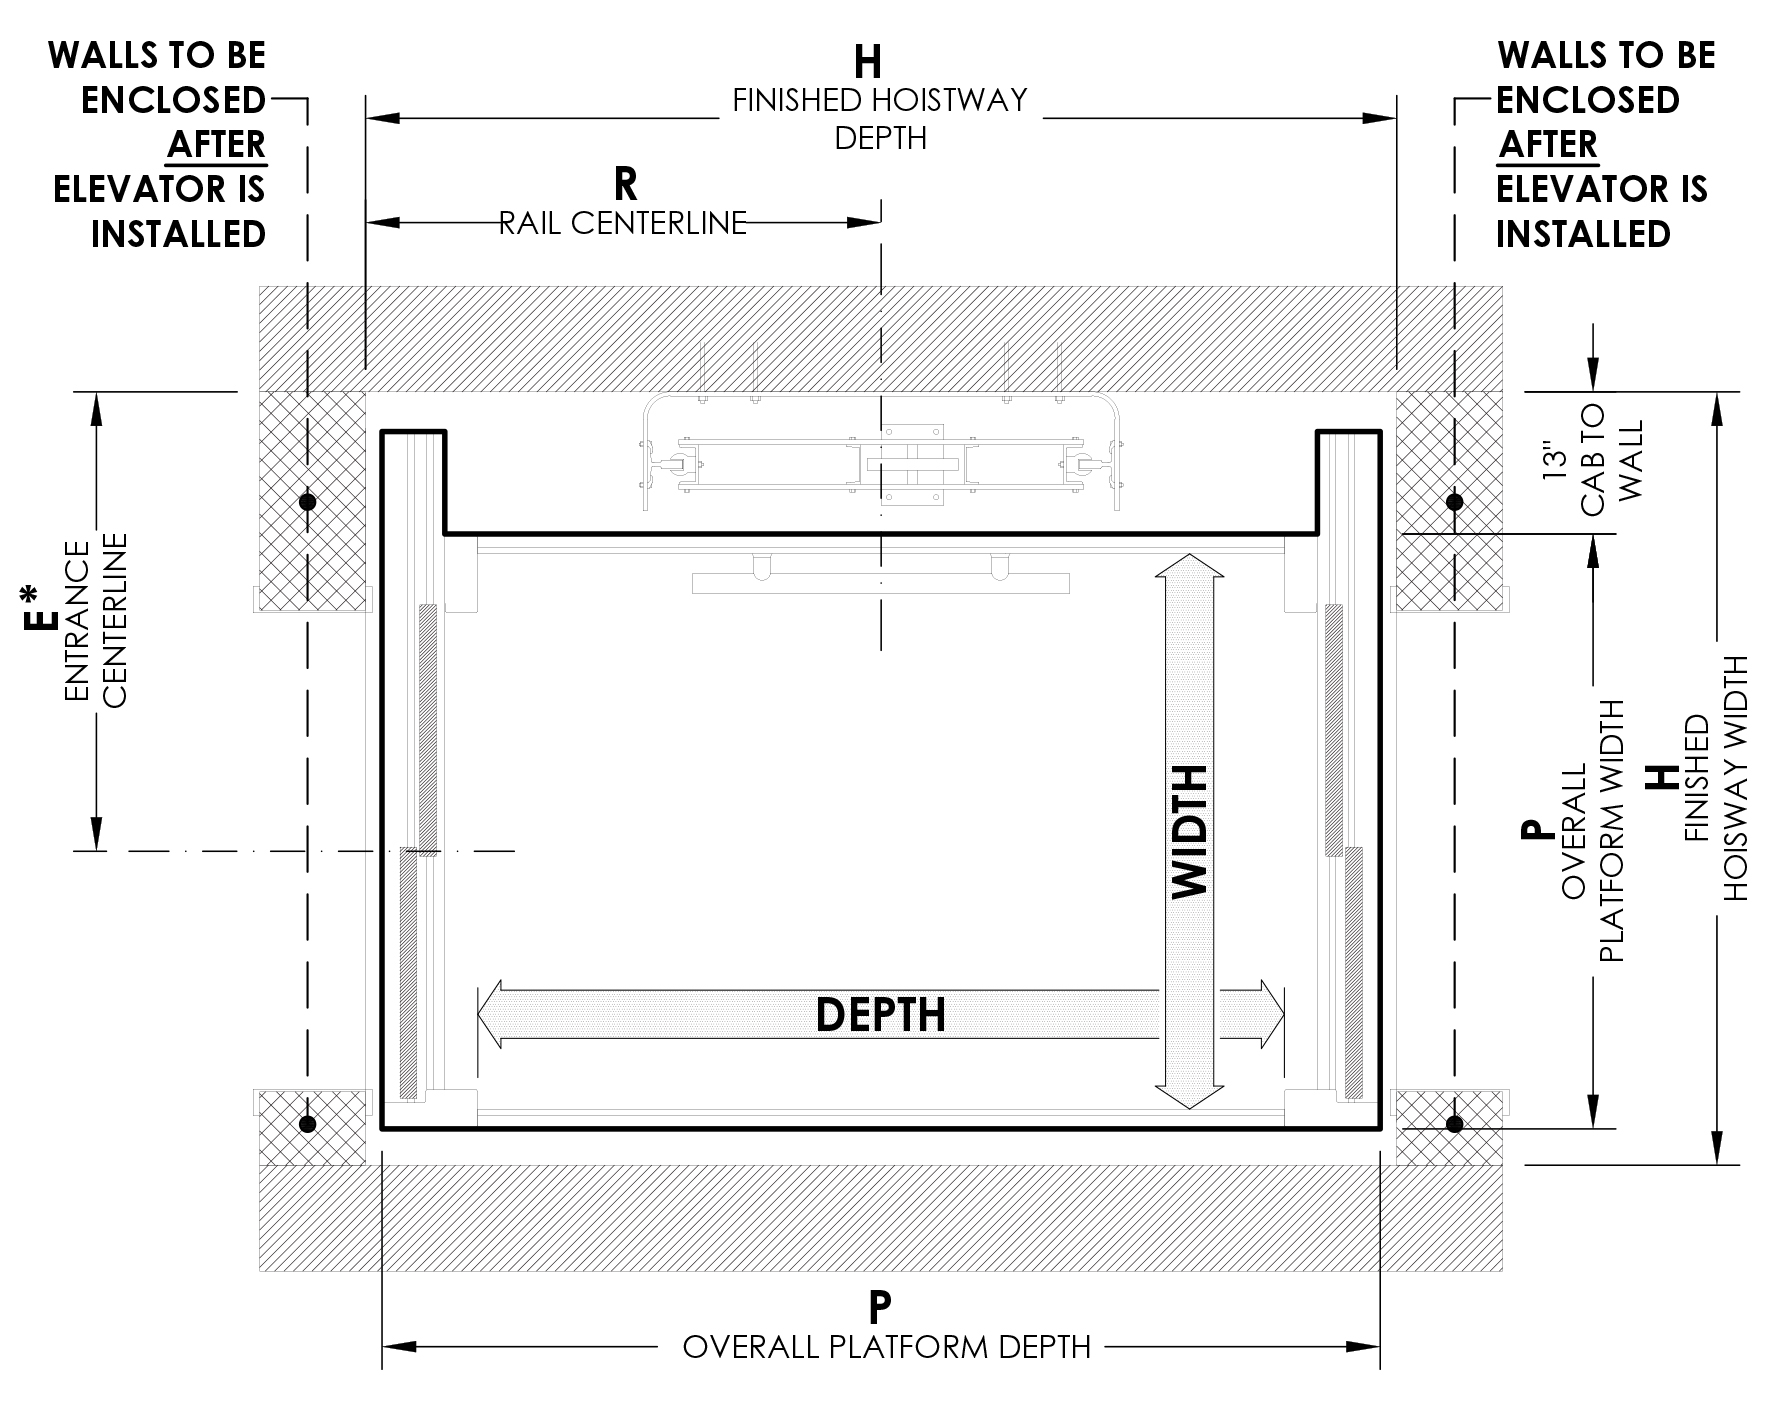 WALLS TO BE
ENCLOSED
AFTER
ELEVATOR IS
INSTALLED
H
FINISHED HOISTWAY
DEPTH
R
RAIL CENTERLINE
WALLS TO BE
ENCLOSED
AFTER
ELEVATOR IS
INSTALLED
E*
ENTRANCE
CENTERLINE
13"
CAB TO
WALL
P
OVERALL
PLATFORM WIDTH
H
FINISHED
HOISWAY WIDTH
WIDTH
DEPTH
P
OVERALL PLATFORM DEPTH